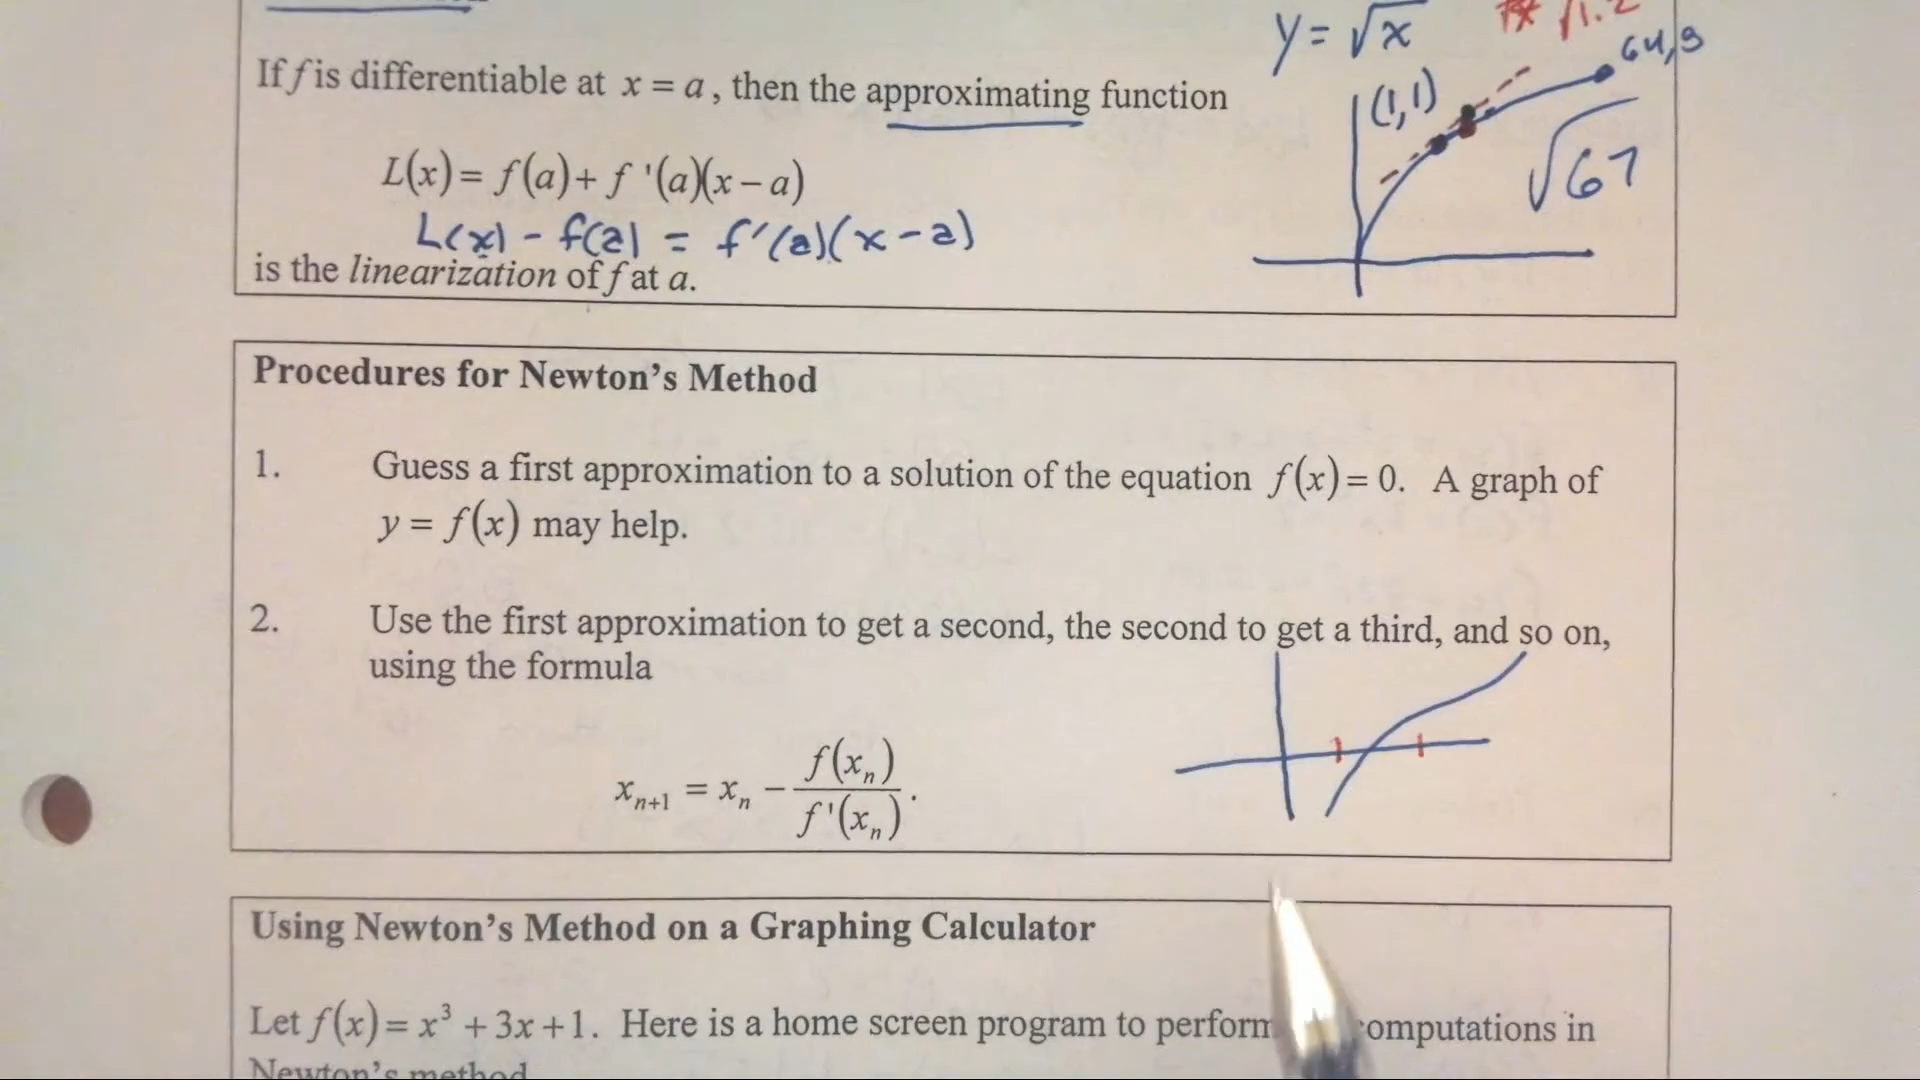 y = √x
√1.2
64,8
(1,1)
√67
If f is differentiable at x = a, then the approximating function
L(x) = f(a) + f '(a)(x − a)
L(x) - f(a) = f'(a)(x - a)
is the linearization of f at a.
Procedures for Newton's Method
1. Guess a first approximation to a solution of the equation f(x) = 0. A graph of
y = f(x) may help.
2. Use the first approximation to get a second, the second to get a third, and so on,
using the formula
xₙ₊₁ = xₙ − f(xₙ)/f '(xₙ).
Using Newton's Method on a Graphing Calculator
Let f(x) = x³ + 3x + 1. Here is a home screen program to perform computations in
Newton's method